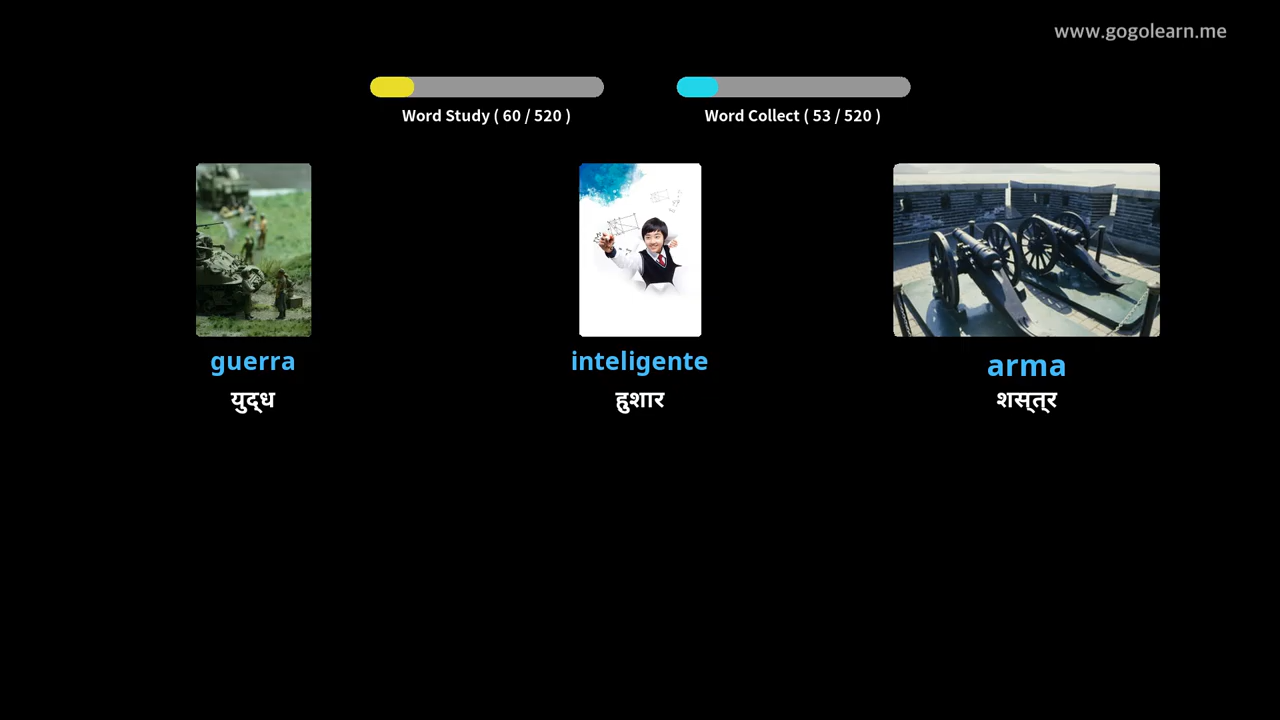 www.gogolearn.me
Word Study ( 60 / 520 )
Word Collect ( 53 / 520 )
guerra
inteligente
arma
युद्ध
हुशार
शस्त्र